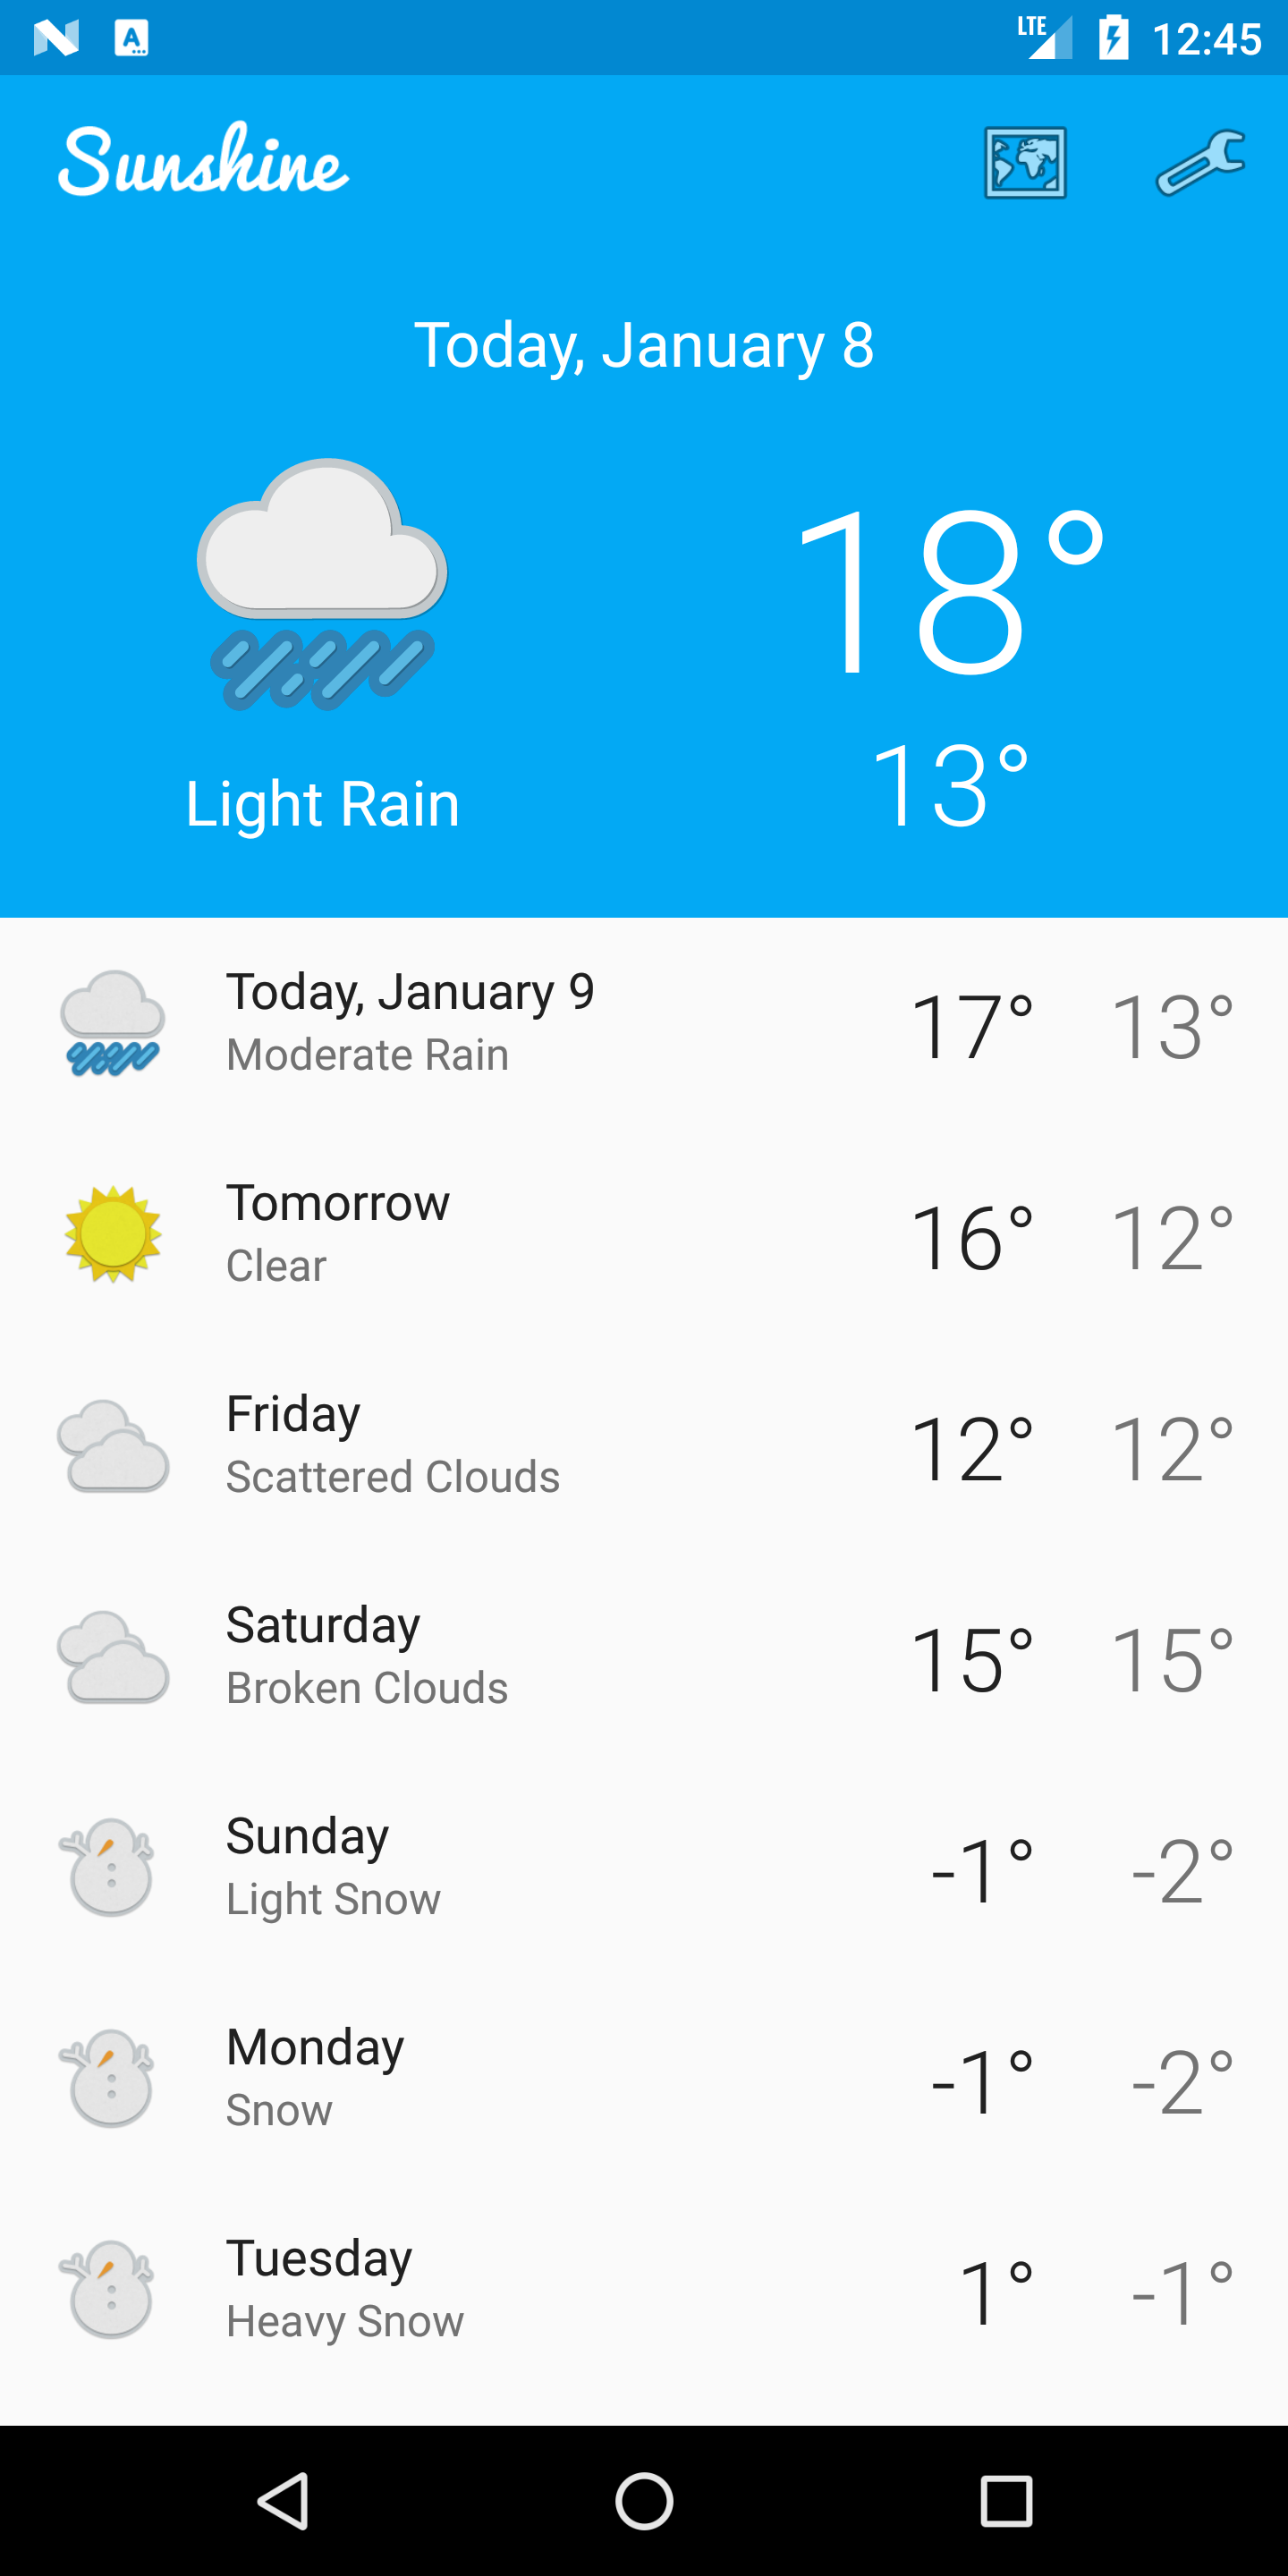 LTE 12:45
Sunshine
Today, January 8
18°
13°
Light Rain
Today, January 9
Moderate Rain
17° 13°
Tomorrow
Clear
16° 12°
Friday
Scattered Clouds
12° 12°
Saturday
Broken Clouds
15° 15°
Sunday
Light Snow
-1° -2°
Monday
Snow
-1° -2°
Tuesday
Heavy Snow
1° -1°